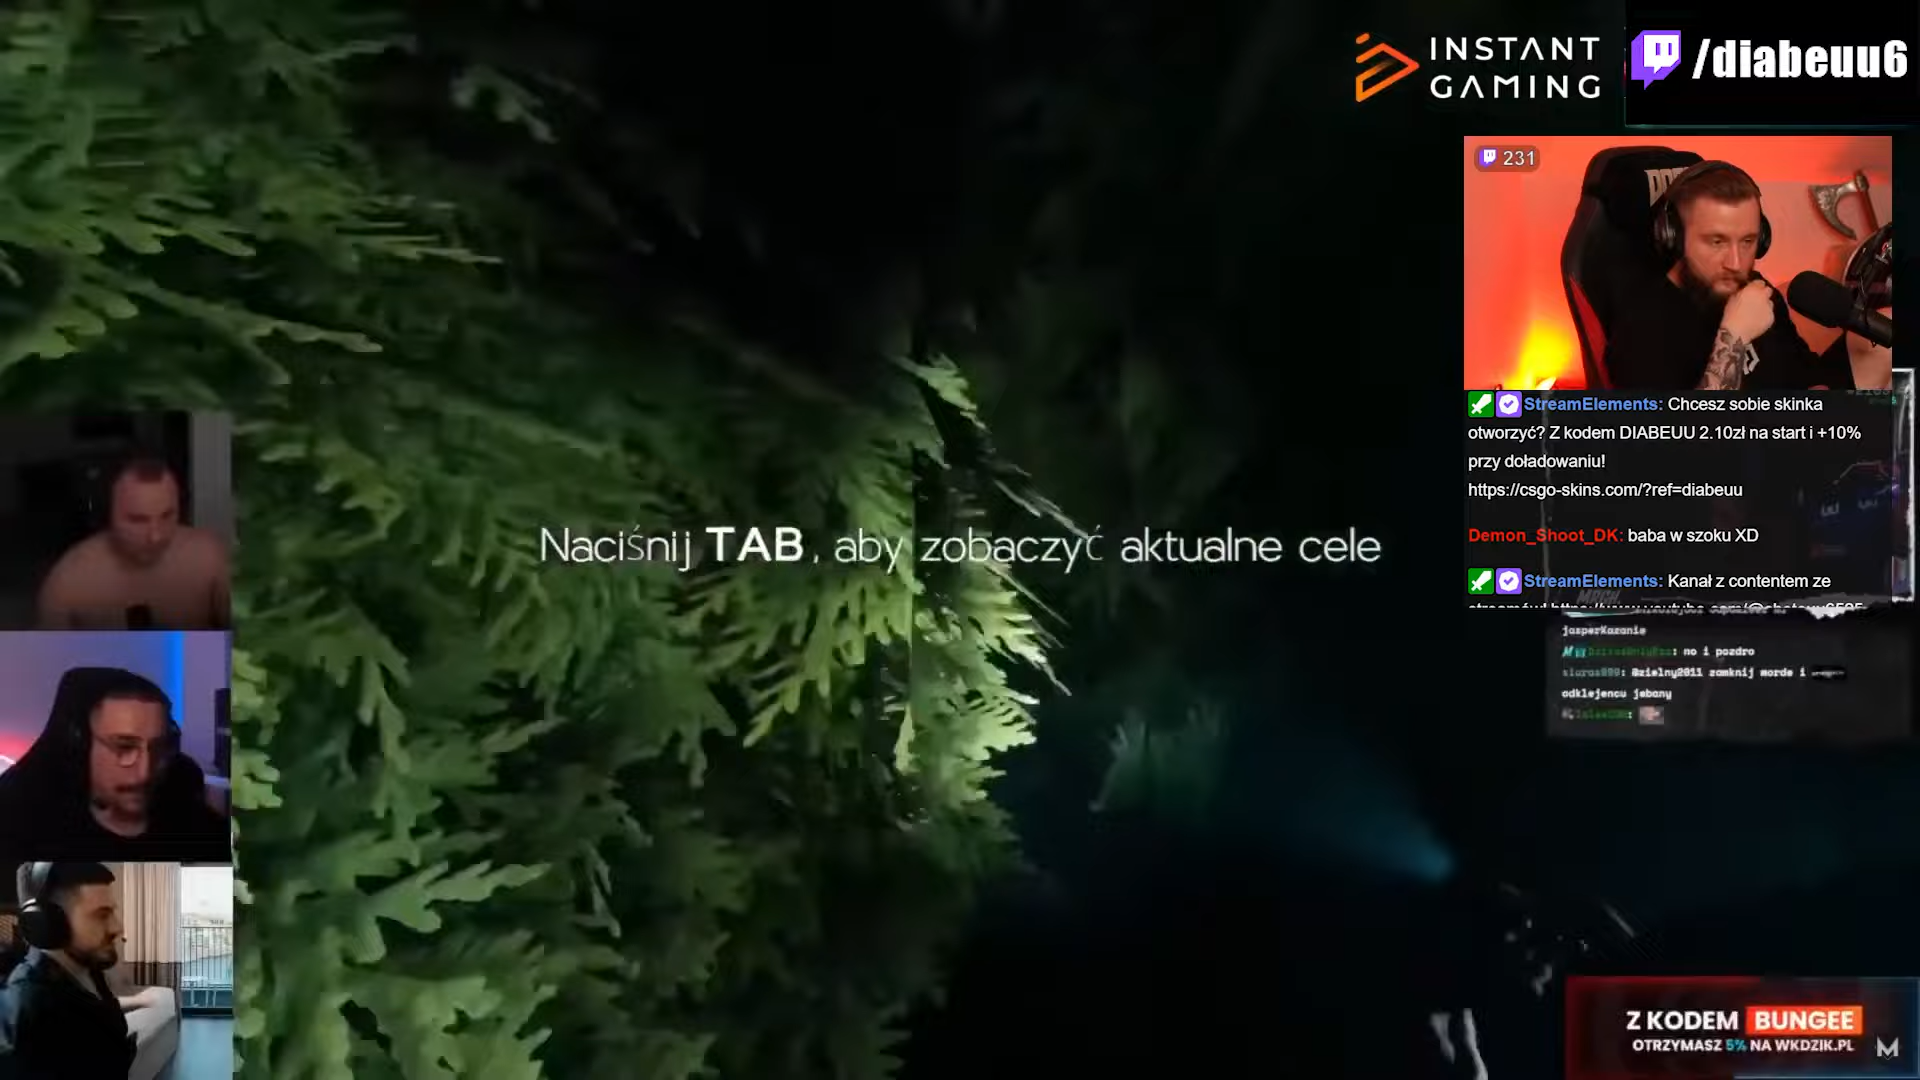 INSTANT
GAMING
/diabeuu6
231
StreamElements: Chcesz sobie skinka
otworzyć? Z kodem DIABEUU 2.10zł na start i +10%
przy doładowaniu!
https://csgo-skins.com/?ref=diabeuu
Demon_Shoot_DK: baba w szoku XD
StreamElements: Kanał z contentem ze
Naciśnij TAB, aby zobaczyć aktualne cele
jasperKazanie
no i pozdro
@zielny2011 zamknij morde i
odklejencu jebany
Z KODEM BUNGEE
OTRZYMASZ 5% NA WKDZIK.PL